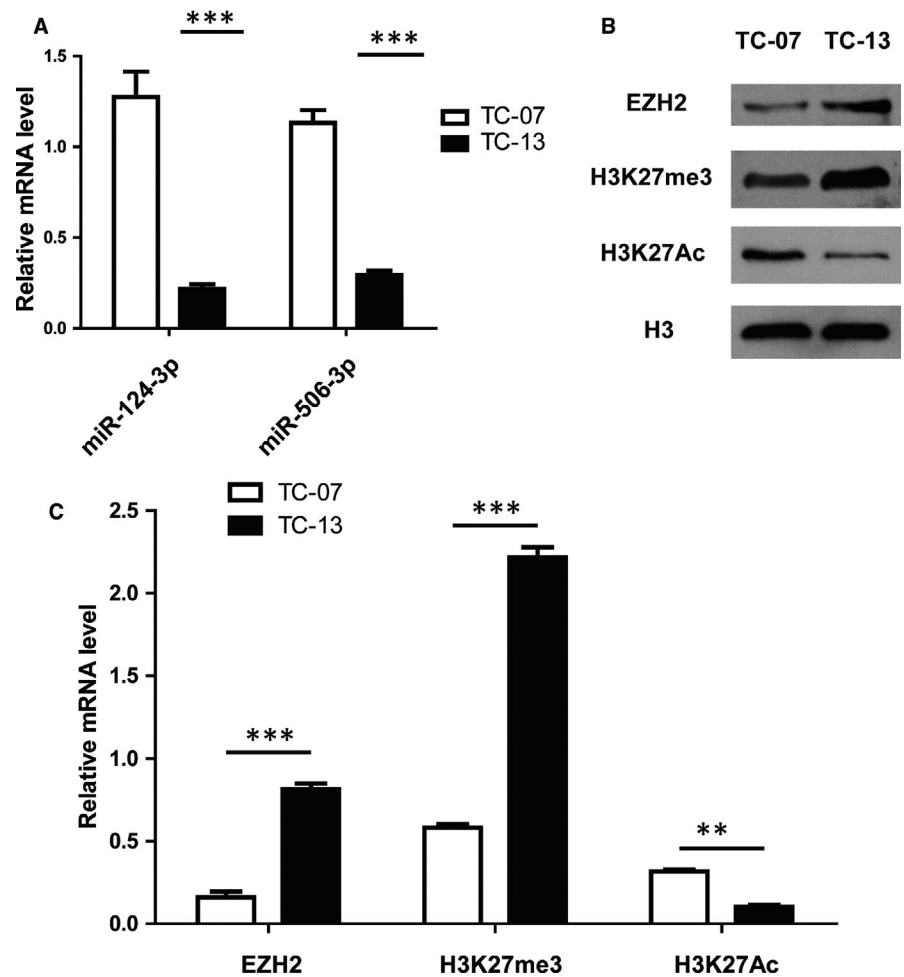 A
***
***
1.5
1.0
0.5
0.0
Relative mRNA level
TC-07
TC-13
miR-124-3p
miR-506-3p
B
TC-07 TC-13
EZH2
H3K27me3
H3K27Ac
H3
C
TC-07
TC-13
2.5
2.0
1.5
1.0
0.5
0.0
Relative mRNA level
***
***
**
EZH2 H3K27me3 H3K27Ac